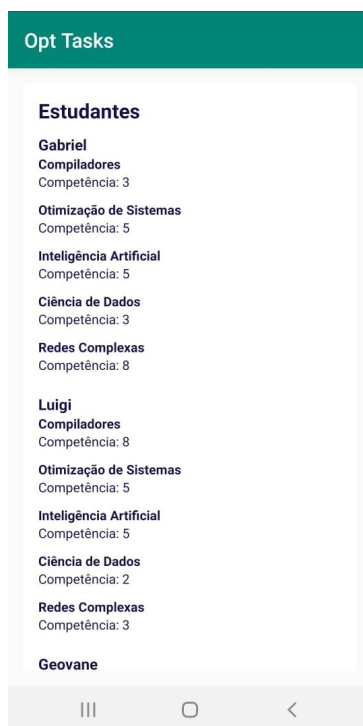 Opt Tasks
Estudantes
Gabriel
Compiladores
Competência: 3
Otimização de Sistemas
Competência: 5
Inteligência Artificial
Competência: 5
Ciência de Dados
Competência: 3
Redes Complexas
Competência: 8
Luigi
Compiladores
Competência: 8
Otimização de Sistemas
Competência: 5
Inteligência Artificial
Competência: 5
Ciência de Dados
Competência: 2
Redes Complexas
Competência: 3
Geovane